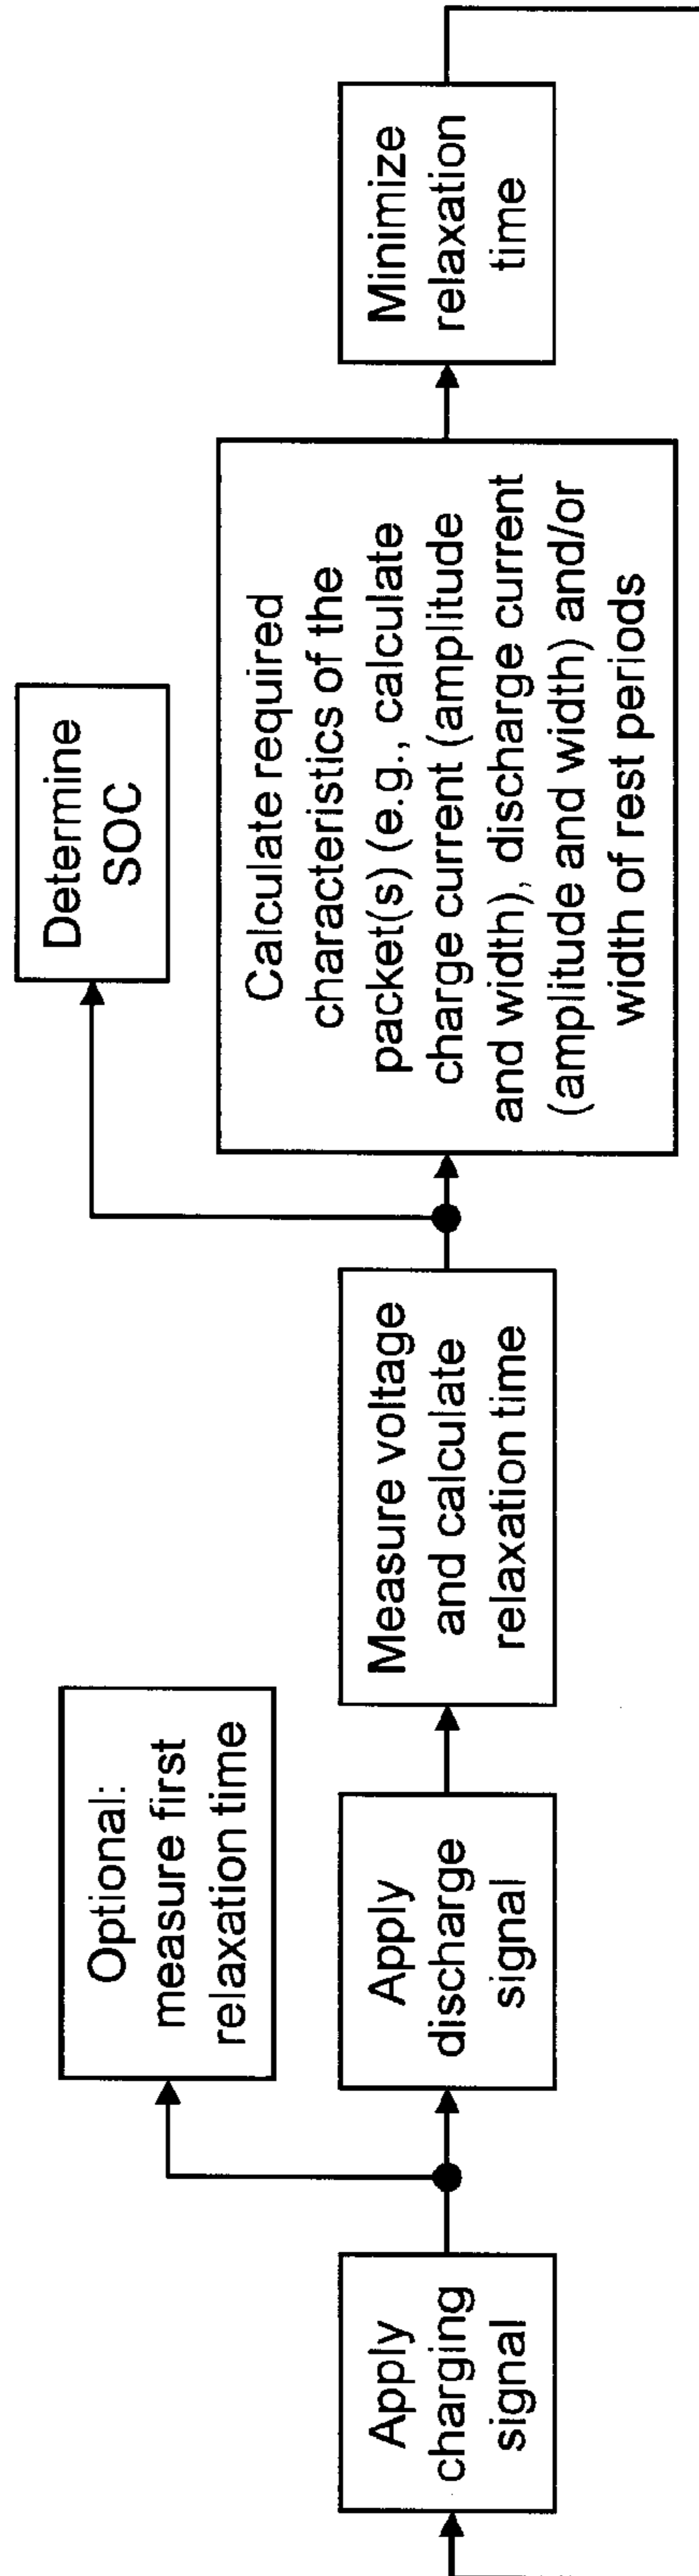 Apply
charging
signal
Optional:
measure first
relaxation time
Apply
discharge
signal
Measure voltage
and calculate
relaxation time
Determine
SOC
Calculate required
characteristics of the
packet(s) (e.g., calculate
charge current (amplitude
and width), discharge current
(amplitude and width) and/or
width of rest periods
Minimize
relaxation
time